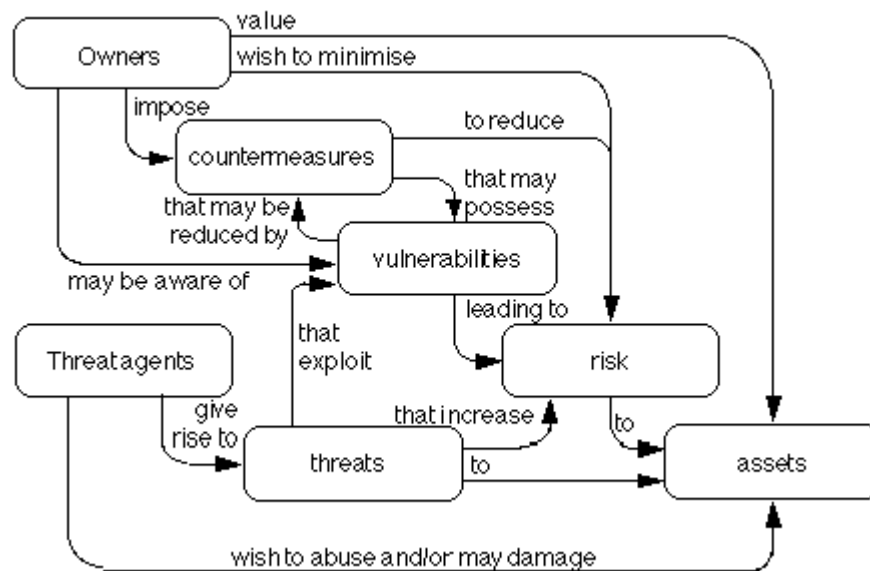 value
Owners
wish to minimise
impose
to reduce
countermeasures
that may
possess
that may be
reduced by
vulnerabilities
may be aware of
leading to
that
exploit
Threat agents
risk
give
rise to
that increase
to
threats
to
assets
wish to abuse and/or may damage